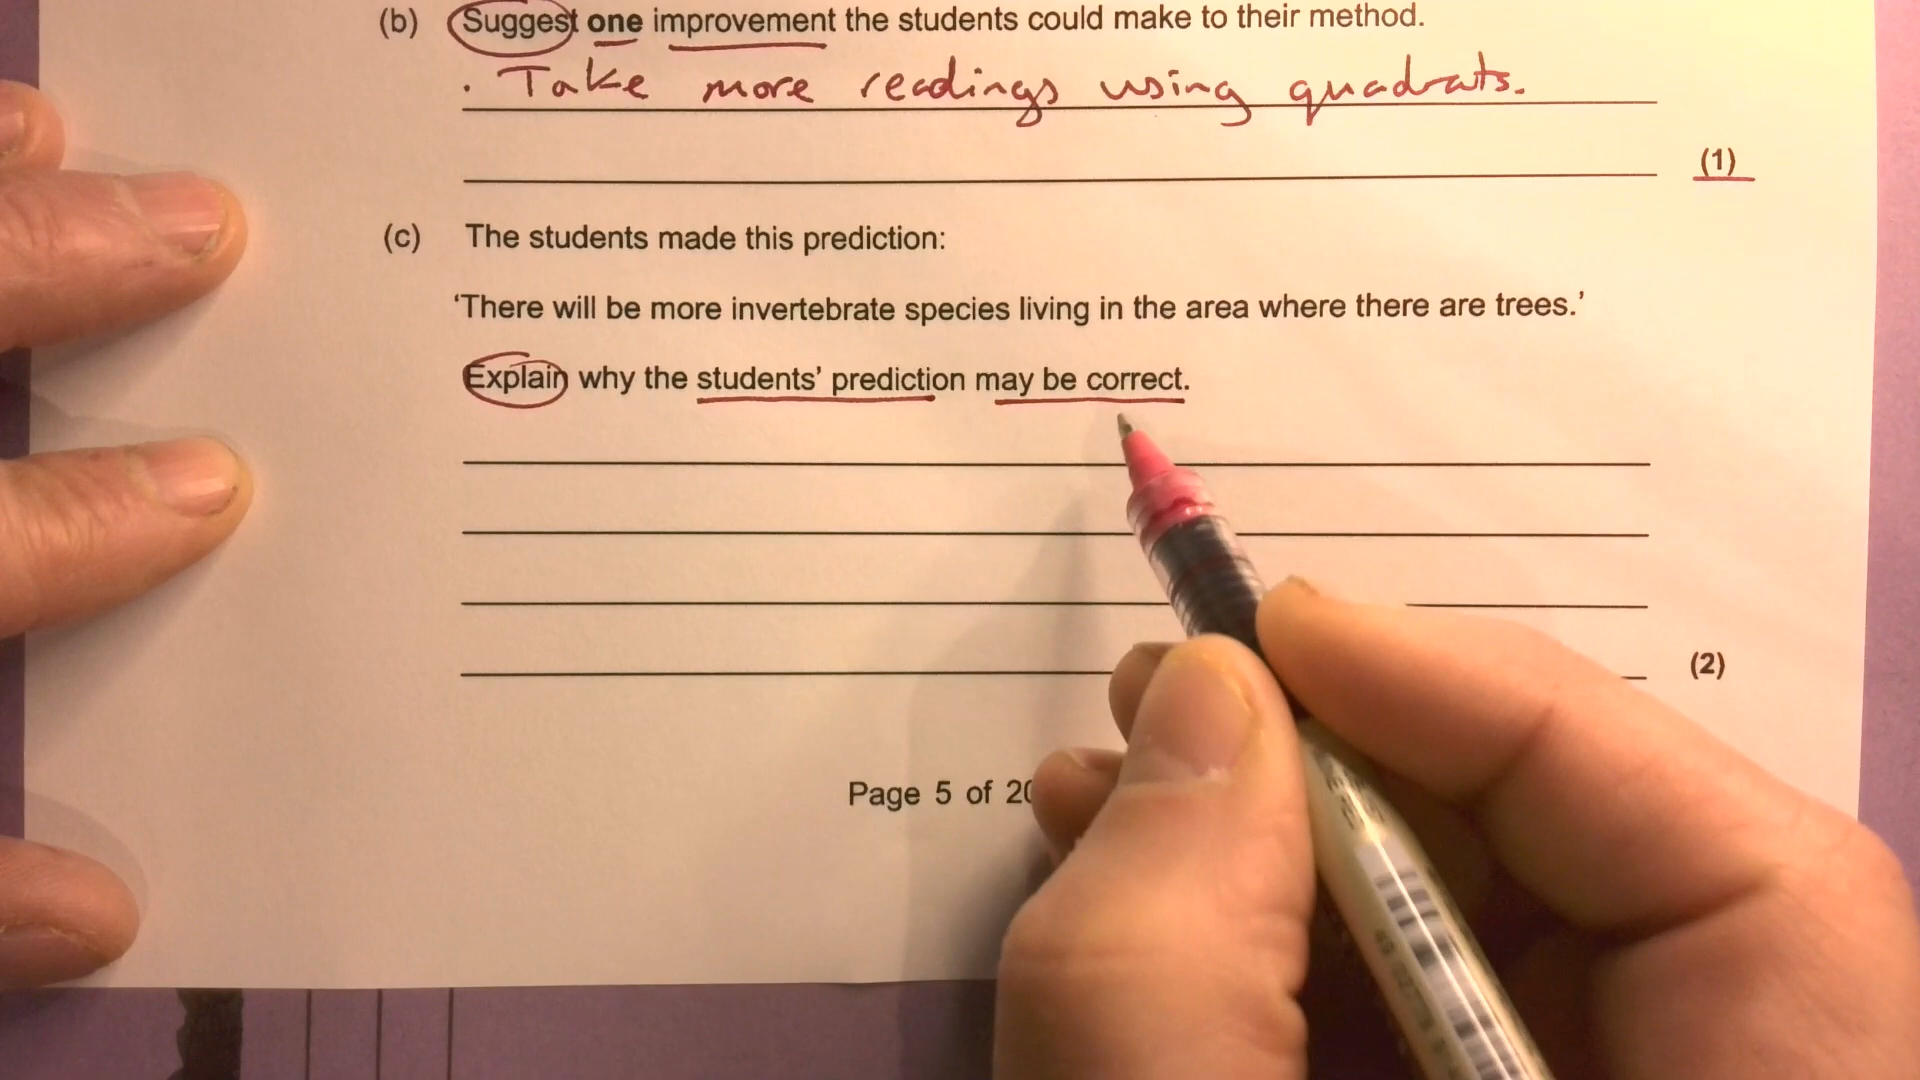 (b) Suggest one improvement the students could make to their method.
. Take more readings using quadrats.
(1)
(c) The students made this prediction:
‘There will be more invertebrate species living in the area where there are trees.’
Explain why the students’ prediction may be correct.
(2)
Page 5 of 20